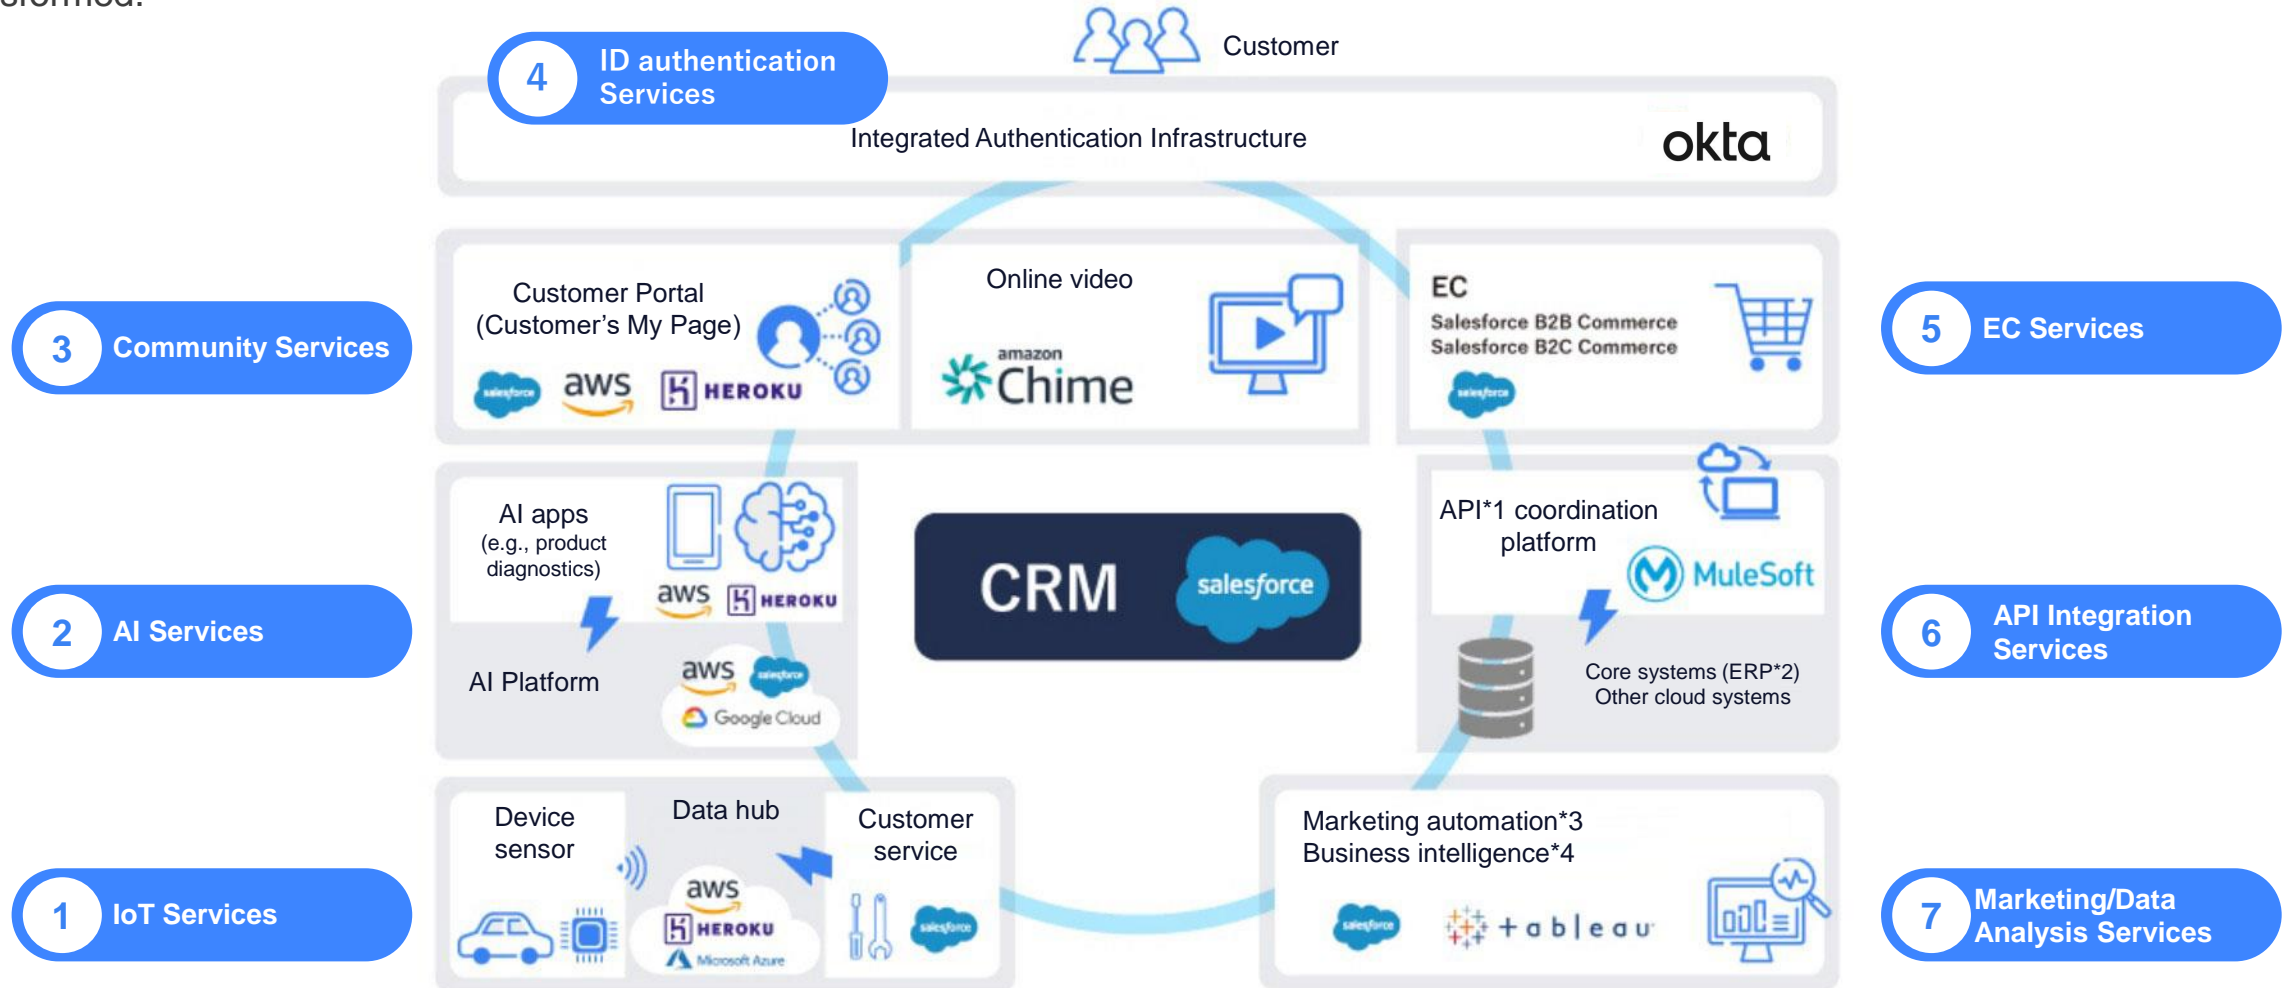 sformed.
Customer
4
ID authentication
Services
Integrated Authentication Infrastructure
okta
3
Community Services
Customer Portal
(Customer’s My Page)
salesforce
aws
HEROKU
Online video
amazon
Chime
EC
Salesforce B2B Commerce
Salesforce B2C Commerce
salesforce
5
EC Services
2
AI Services
AI apps
(e.g., product
diagnostics)
aws
HEROKU
AI Platform
aws
salesforce
Google Cloud
CRM
salesforce
API*1 coordination
platform
MuleSoft
Core systems (ERP*2)
Other cloud systems
6
API Integration
Services
1
IoT Services
Device
sensor
Data hub
aws
HEROKU
Microsoft Azure
Customer
service
salesforce
Marketing automation*3
Business intelligence*4
salesforce
+ableau
7
Marketing/Data
Analysis Services